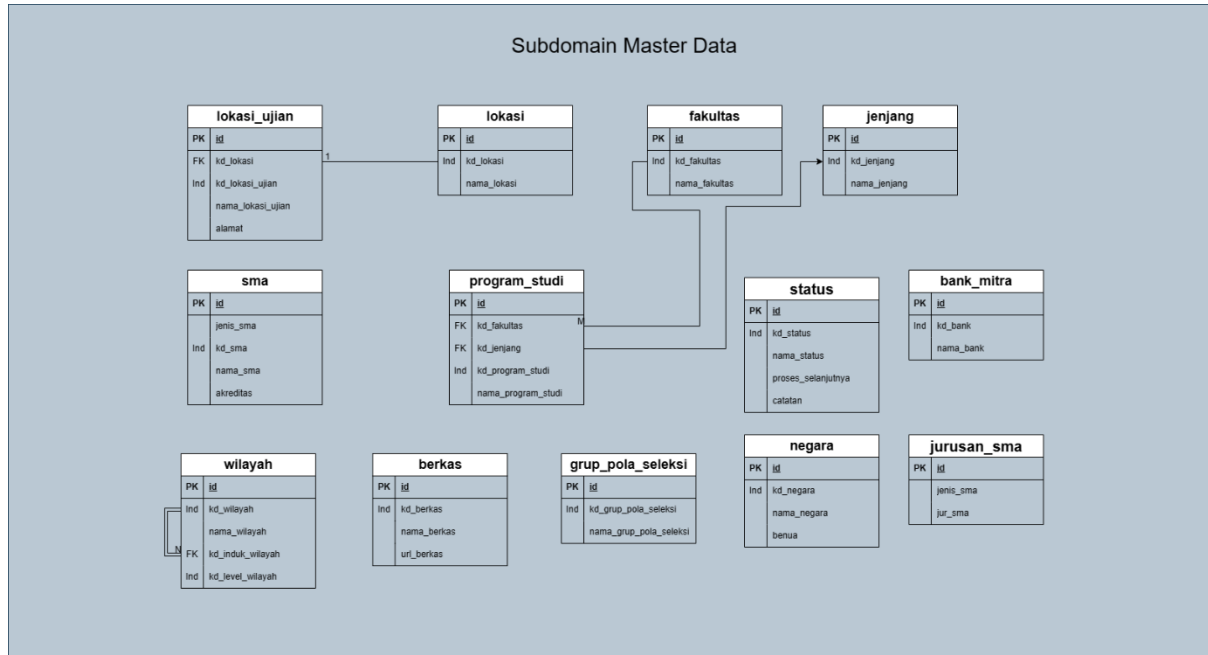 Subdomain Master Data
lokasi_ujian
PK id
FK kd_lokasi
Ind kd_lokasi_ujian
nama_lokasi_ujian
alamat
1
lokasi
PK id
Ind kd_lokasi
nama_lokasi
fakultas
PK id
Ind kd_fakultas
nama_fakultas
jenjang
PK id
Ind kd_jenjang
nama_jenjang
sma
PK id
jenis_sma
Ind kd_sma
nama_sma
akreditas
program_studi
PK id
FK kd_fakultas M
FK kd_jenjang
Ind kd_program_studi
nama_program_studi
status
PK id
Ind kd_status
nama_status
proses_selanjutnya
catatan
bank_mitra
PK id
Ind kd_bank
nama_bank
wilayah
PK id
Ind kd_wilayah
nama_wilayah
N FK kd_induk_wilayah
Ind kd_level_wilayah
berkas
PK id
Ind kd_berkas
nama_berkas
url_berkas
grup_pola_seleksi
PK id
Ind kd_grup_pola_seleksi
nama_grup_pola_seleksi
negara
PK id
Ind kd_negara
nama_negara
benua
jurusan_sma
PK id
jenis_sma
jur_sma